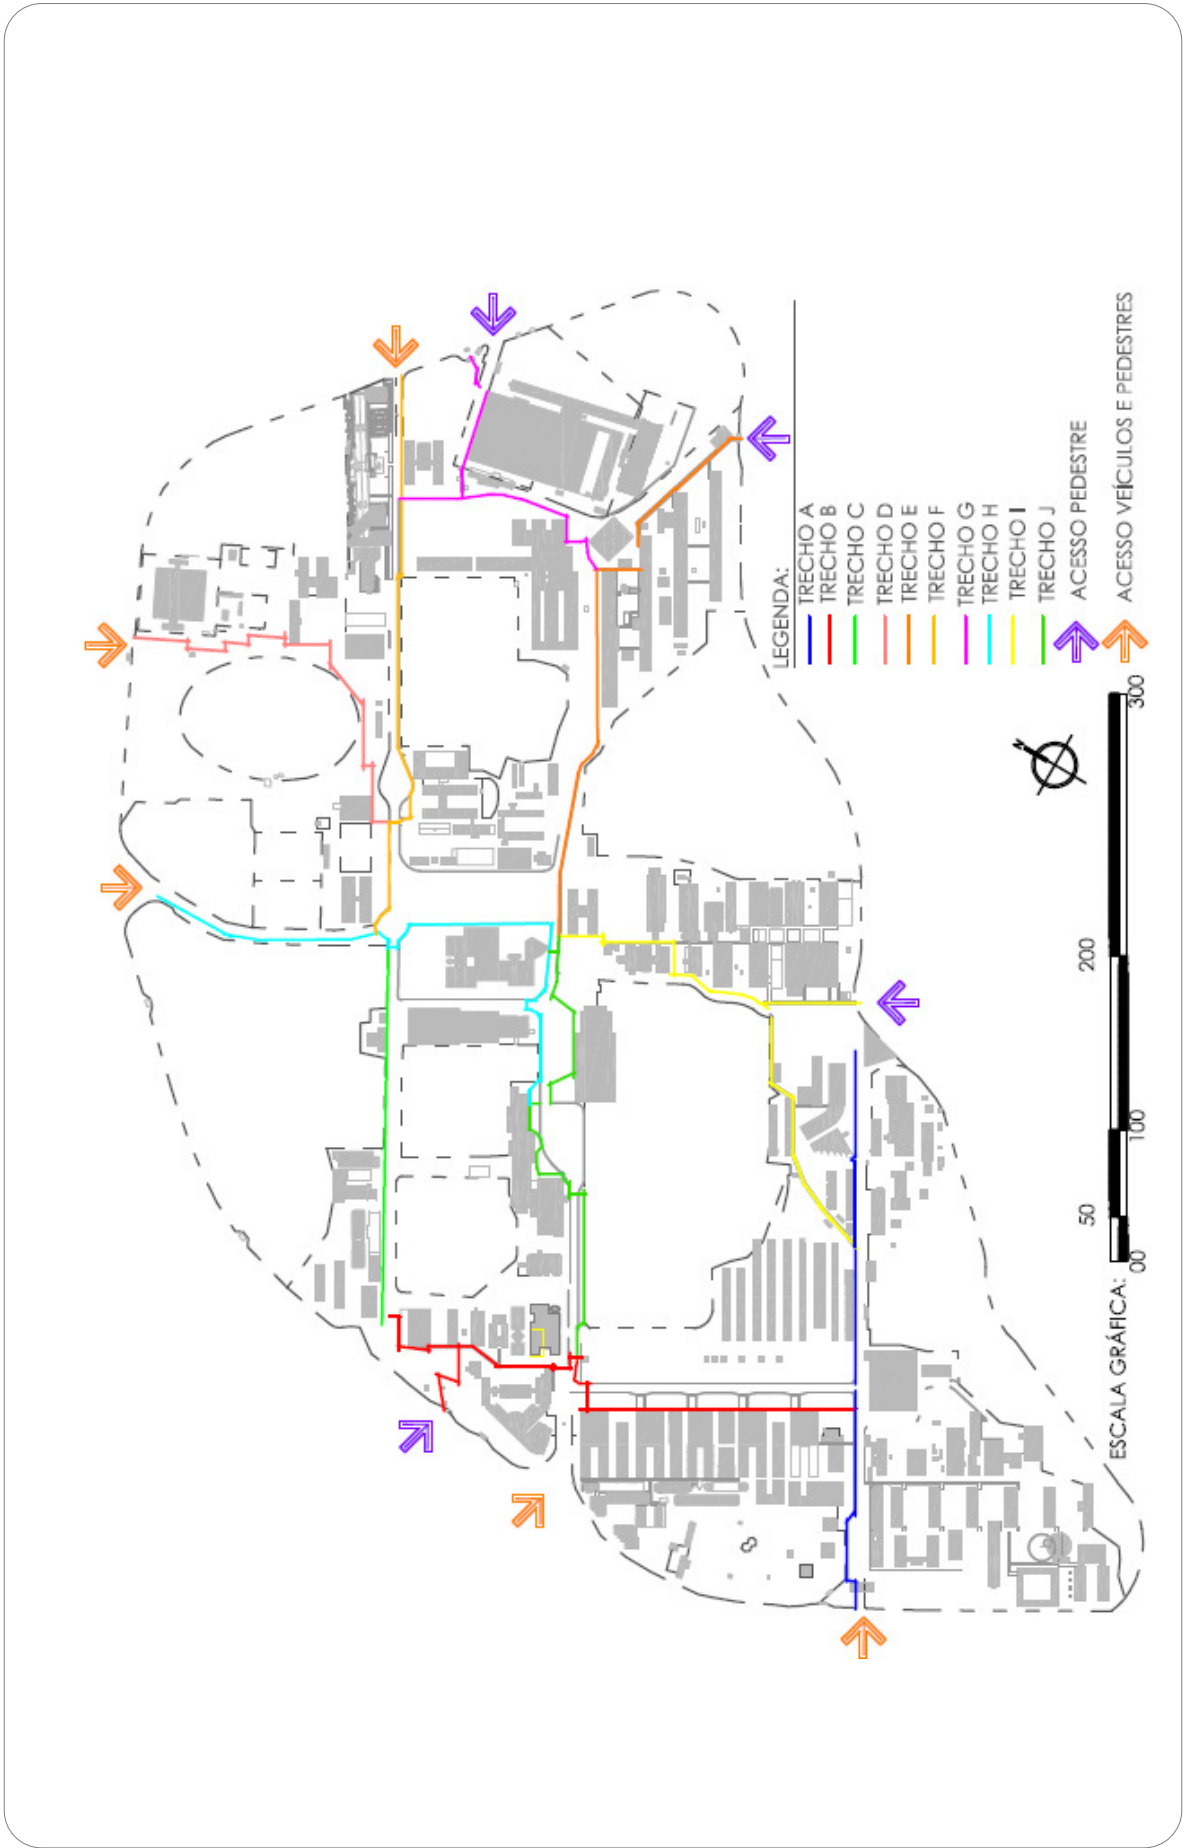 LEGENDA:
TRECHO A
TRECHO B
TRECHO C
TRECHO D
TRECHO E
TRECHO F
TRECHO G
TRECHO H
TRECHO I
TRECHO J
ACESSO PEDESTRE
ACESSO VEÍCULOS E PEDESTRES
N
ESCALA GRÁFICA:
00
50
100
200
300